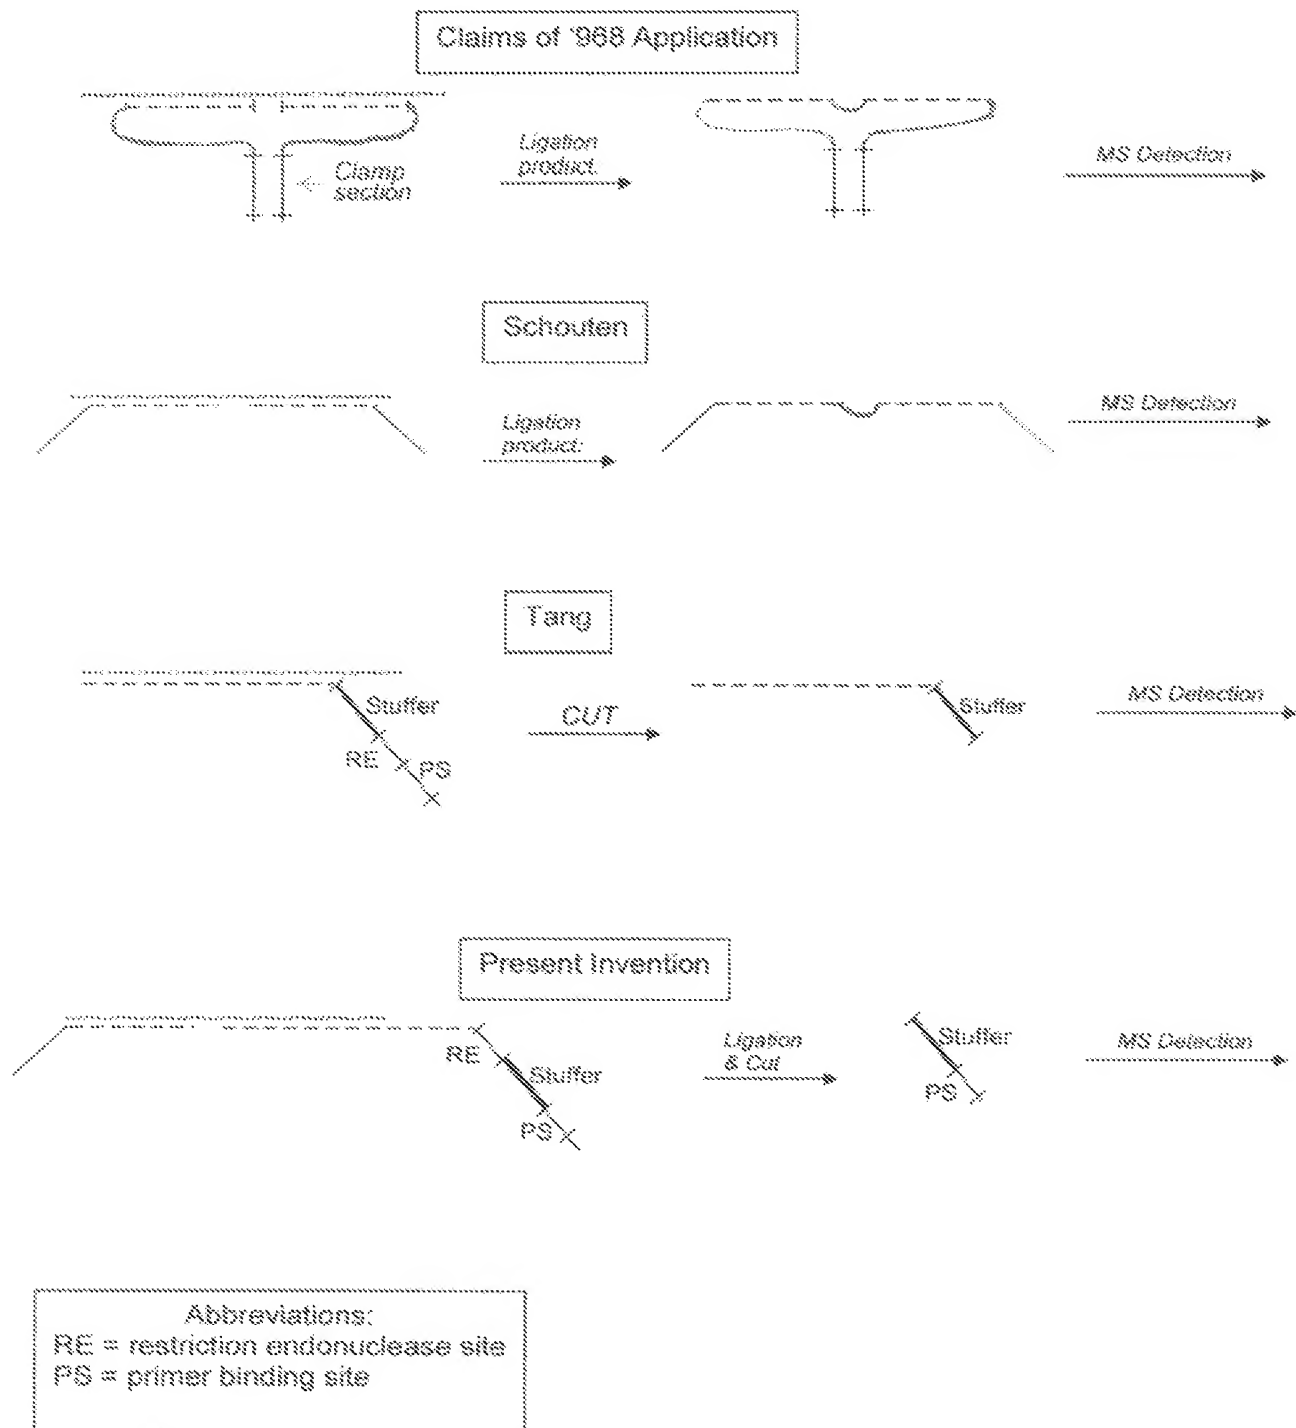 Claims of '968 Application
Clamp
section
Ligation
product.
MS Detection
Schouten
Ligation
product:
MS Detection
Tang
Stuffer
RE
PS
CUT
Stuffer
MS Detection
Present Invention
RE
Stuffer
PS
Ligation
& Cut
Stuffer
PS
MS Detection
Abbreviations:
RE = restriction endonuclease site
PS = primer binding site